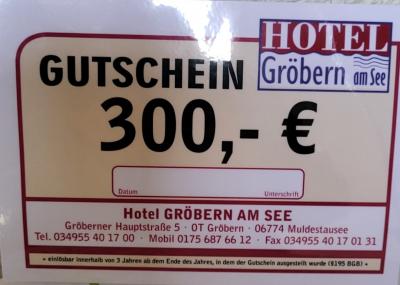 HOTEL
Gröbern am See
GUTSCHEIN
300,- €
Datum Unterschrift
Hotel GRÖBERN AM SEE
Gröberner Hauptstraße 5 · OT Gröbern · 06774 Muldestausee
Tel. 034955 40 17 00 · Mobil 0175 687 66 12 · Fax 034955 40 17 01 31
• einlösbar innerhalb von 3 Jahren ab dem Ende des Jahres, in dem der Gutschein ausgestellt wurde (§195 BGB) •